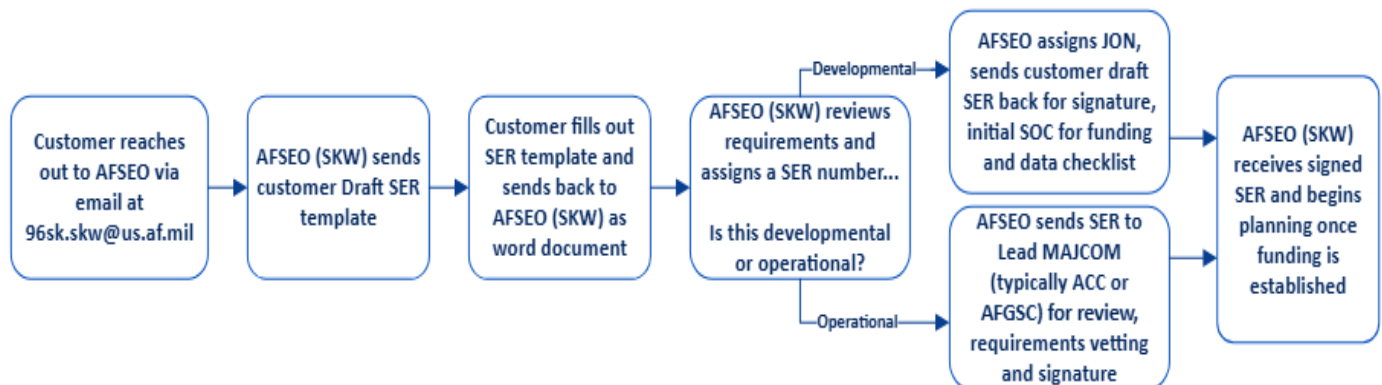 Customer reaches
out to AFSEO via
email at
96sk.skw@us.af.mil
AFSEO (SKW) sends
customer Draft SER
template
Customer fills out
SER template and
sends back to
AFSEO (SKW) as
word document
AFSEO (SKW) reviews
requirements and
assigns a SER number...
Is this developmental
or operational?
Developmental
AFSEO assigns JON,
sends customer draft
SER back for signature,
initial SOC for funding
and data checklist
Operational
AFSEO sends SER to
Lead MAJCOM
(typically ACC or
AFGSC) for review,
requirements vetting
and signature
AFSEO (SKW)
receives signed
SER and begins
planning once
funding is
established